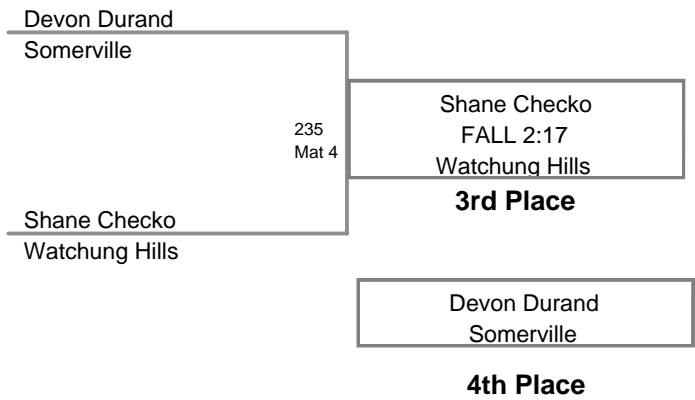 Devon Durand
Somerville
235
Mat 4
Shane Checko
FALL 2:17
Watchung Hills
3rd Place
Shane Checko
Watchung Hills
Devon Durand
Somerville
4th Place